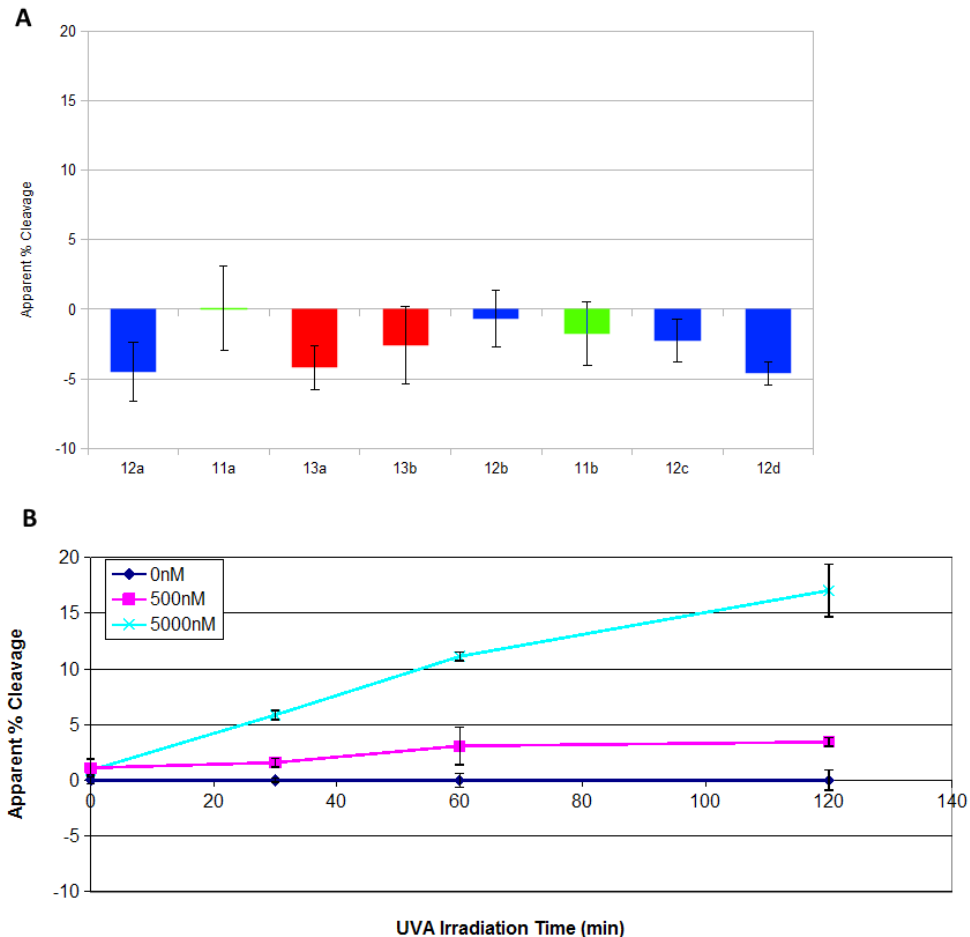 A
20
15
10
5
0
-5
-10
Apparent % Cleavage
12a 11a 13a 13b 12b 11b 12c 12d
B
20
15
10
5
0
-5
-10
Apparent % Cleavage
0nM
500nM
5000nM
0 20 40 60 80 100 120 140
UVA Irradiation Time (min)